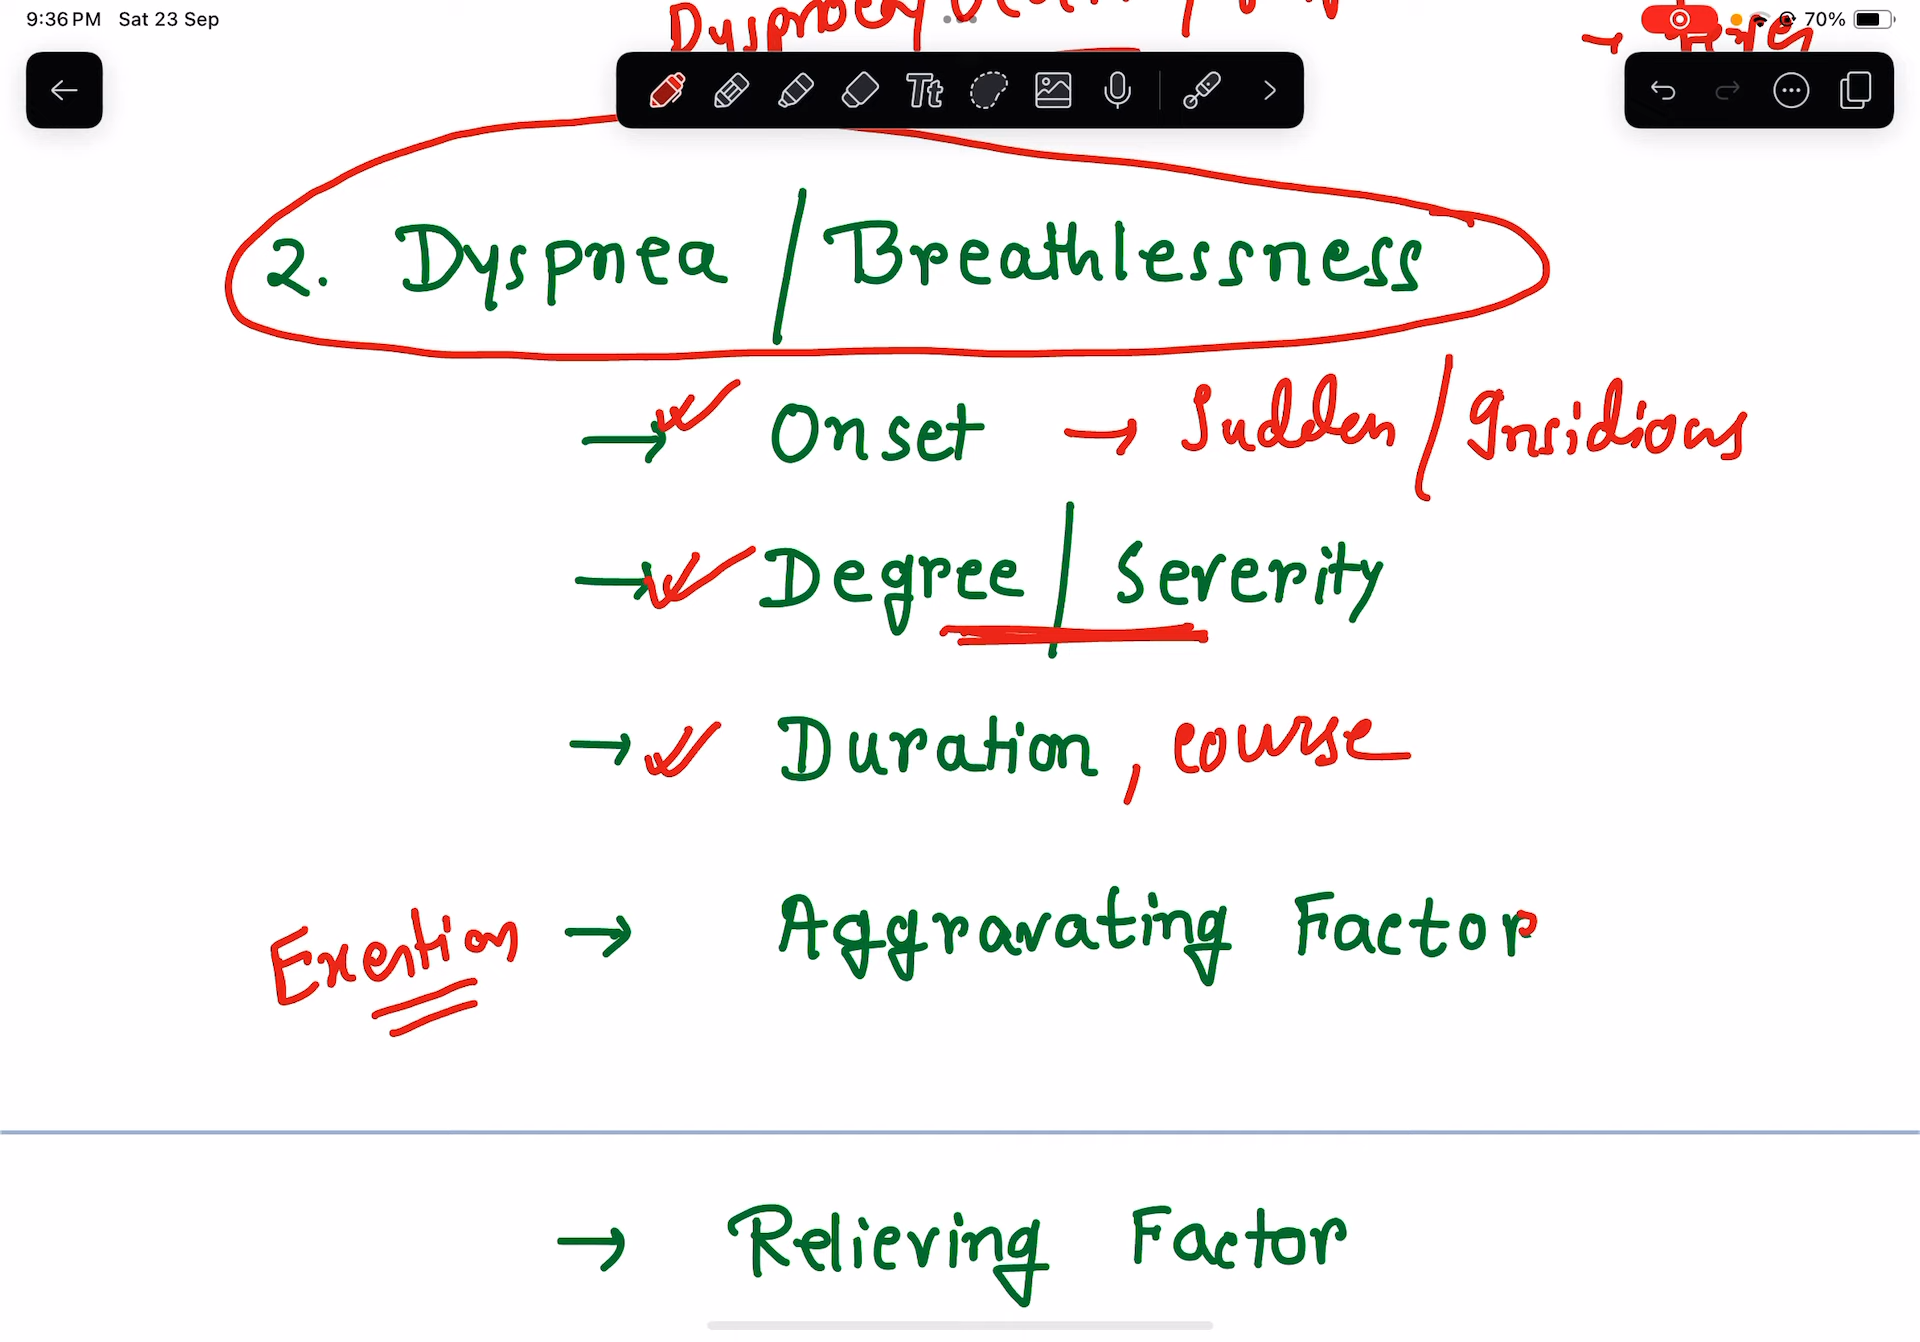 9:36 PM Sat 23 Sep
70%
Tt
2. Dyspnea / Breathlessness
→ Onset → Sudden / Insidious
→ Degree / Severity
→ Duration, course
Exertion → Aggravating Factor
→ Relieving Factor